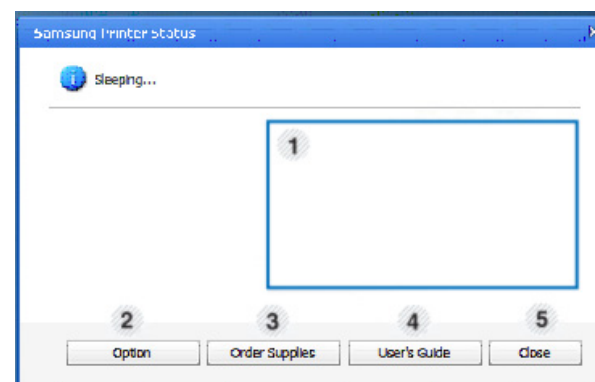 Samsung Printer Status
Sleeping...
1
2 3 4 5
Option Order Supplies User's Guide Close